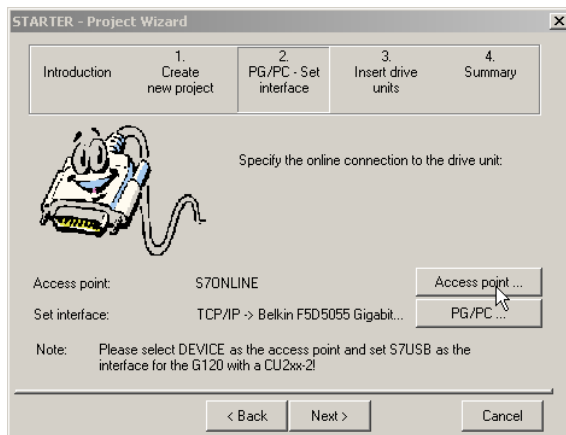 STARTER - Project Wizard
Introduction
1.
Create
new project
2.
PG/PC - Set
interface
3.
Insert drive
units
4.
Summary
Specify the online connection to the drive unit:
Access point: S7ONLINE Access point ...
Set interface: TCP/IP -> Belkin F5D5055 Gigabit... PG/PC ...
Note: Please select DEVICE as the access point and set S7USB as the
interface for the G120 with a CU2xx-2!
< Back Next > Cancel